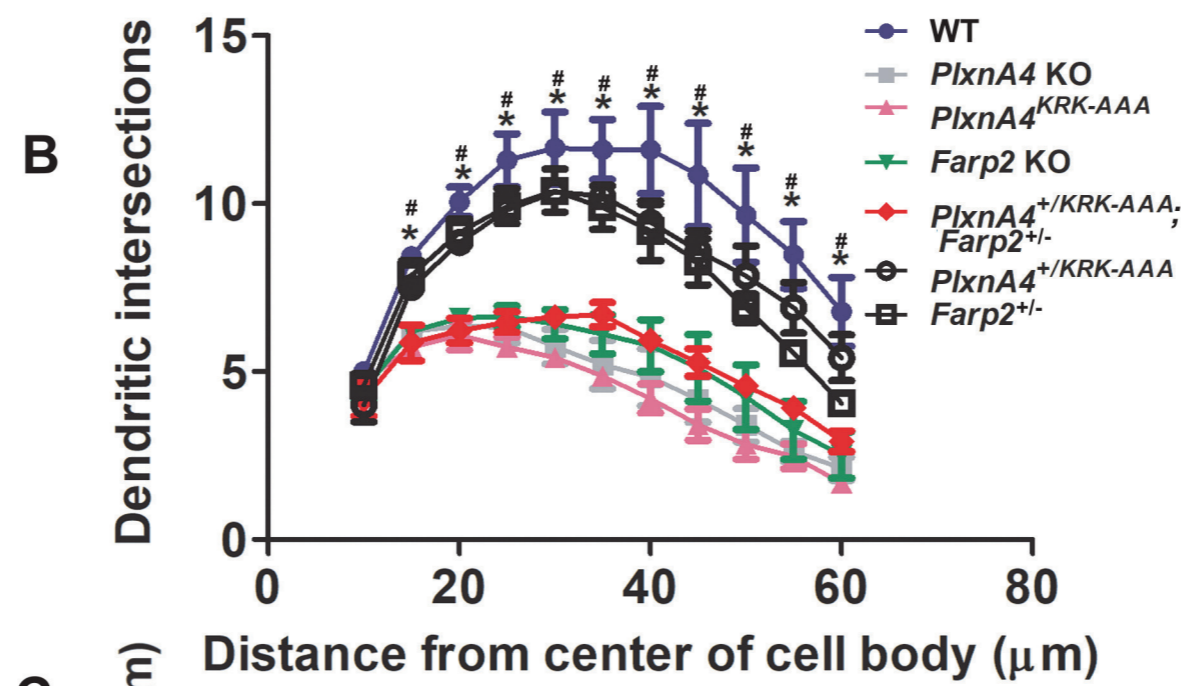 B
Dendritic intersections
15
10
5
0
# *
# *
# *
# *
# *
# *
# *
# *
# *
# *
0 20 40 60 80
Distance from center of cell body (μm)
WT
PlxnA4 KO
PlxnA4KRK-AAA
Farp2 KO
PlxnA4+/KRK-AAA;
Farp2+/-
PlxnA4+/KRK-AAA
Farp2+/-
m)